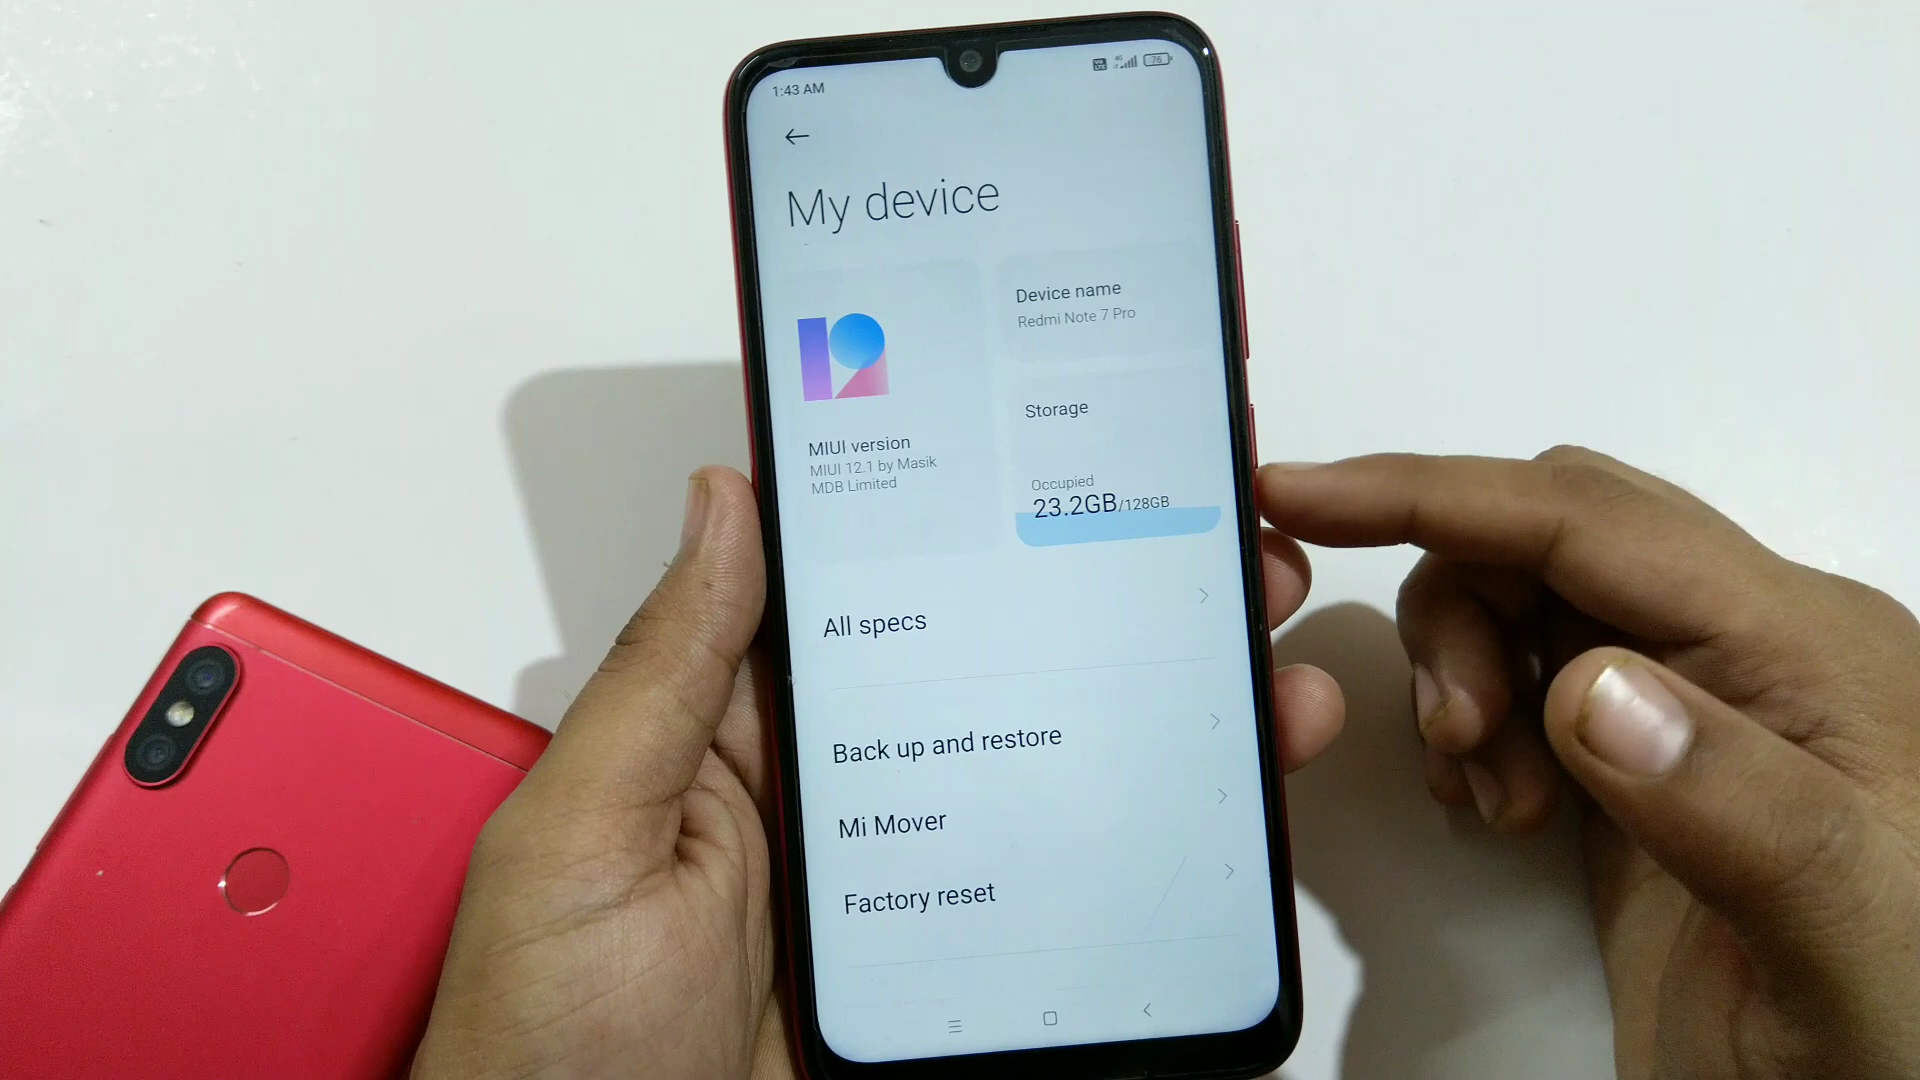 1:43 AM
76
My device
Device name
Redmi Note 7 Pro
MIUI version
MIUI 12.1 by Masik
MDB Limited
Storage
Occupied
23.2GB/128GB
All specs
Back up and restore
Mi Mover
Factory reset